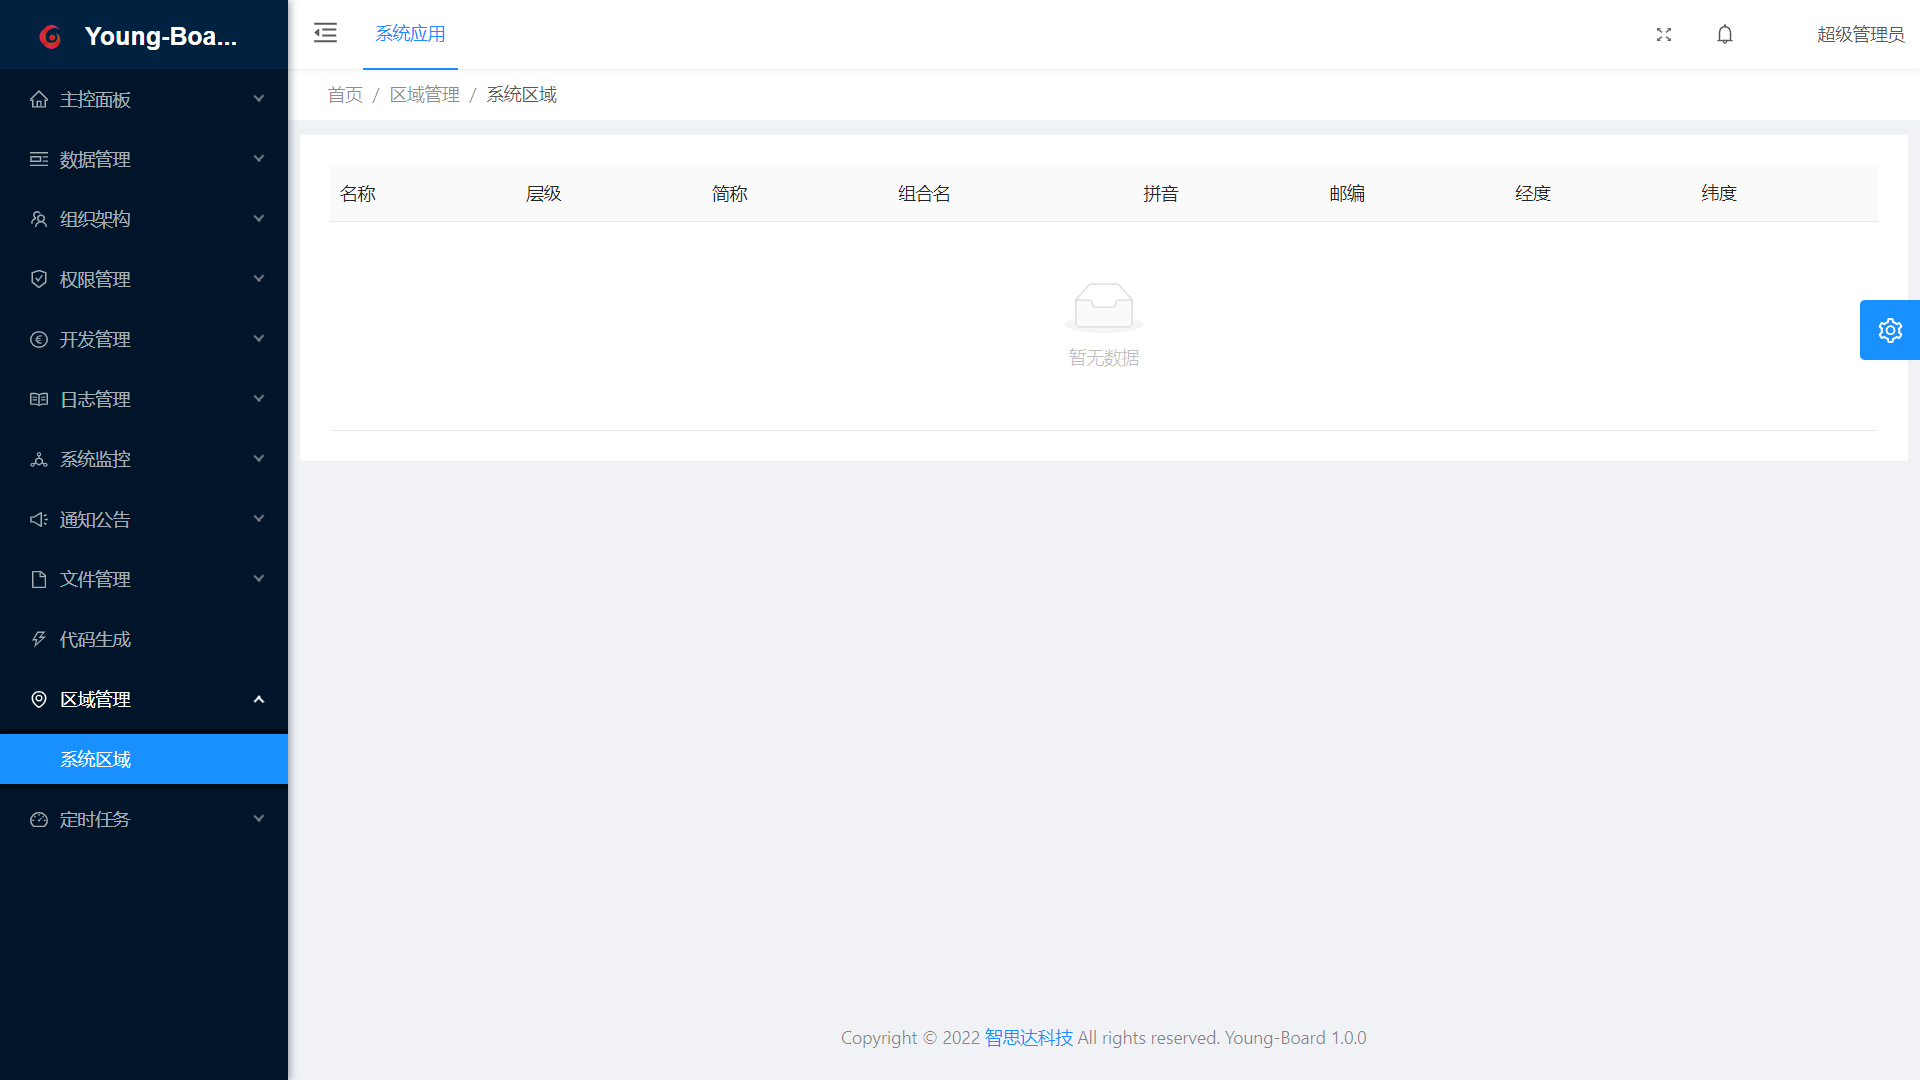 Young-Boa...
主控面板
数据管理
组织架构
权限管理
开发管理
日志管理
系统监控
通知公告
文件管理
代码生成
区域管理
系统区域
定时任务
系统应用
超级管理员
首页 / 区域管理 / 系统区域
名称 层级 简称 组合名 拼音 邮编 经度 纬度
暂无数据
Copyright © 2022 智思达科技 All rights reserved. Young-Board 1.0.0